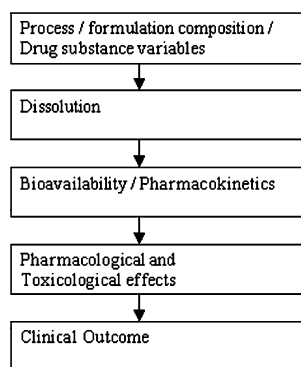 Process / formulation composition /
Drug substance variables
Dissolution
Bioavailability / Pharmacokinetics
Pharmacological and
Toxicological effects
Clinical Outcome